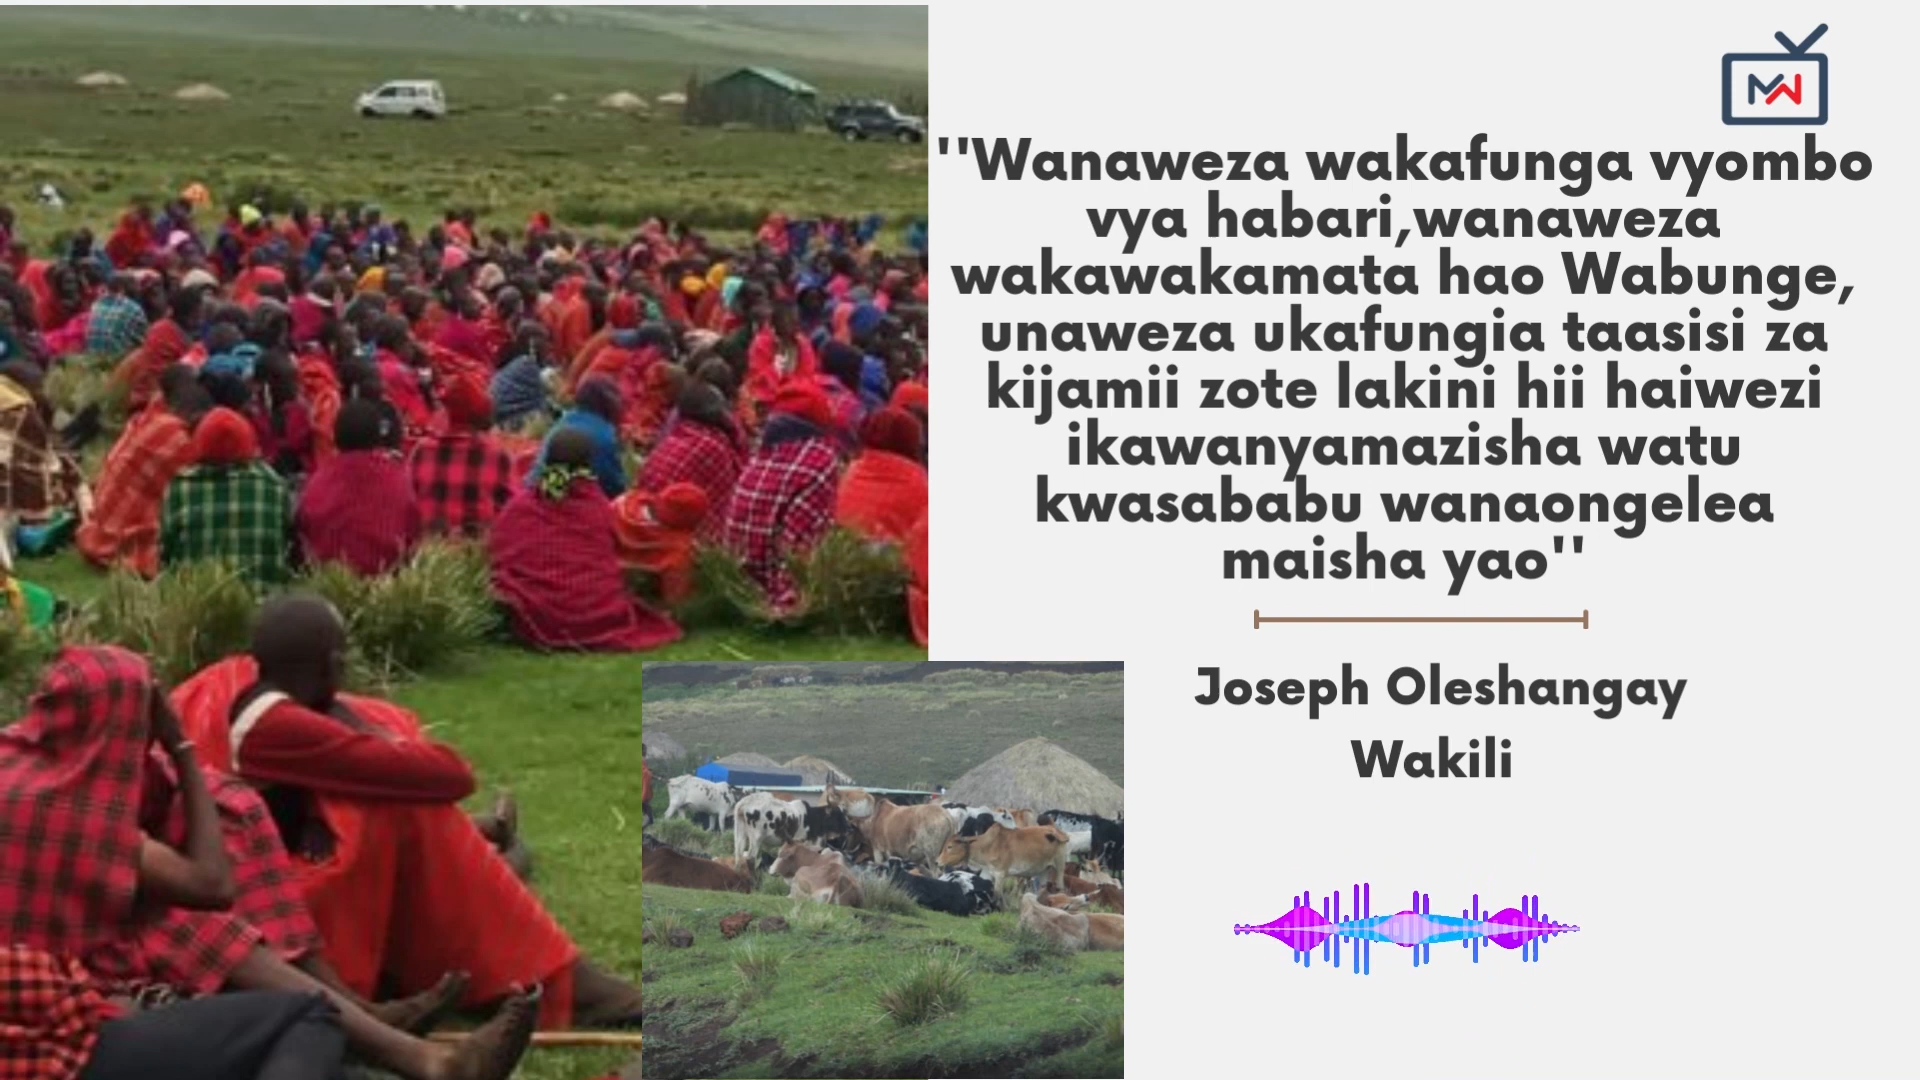 MW
''Wanaweza wakafunga vyombo
vya habari,wanaweza
wakawakamata hao Wabunge,
unaweza ukafungia taasisi za
kijamii zote lakini hii haiwezi
ikawanyamazisha watu
kwasababu wanaongelea
maisha yao''
Joseph Oleshangay
Wakili